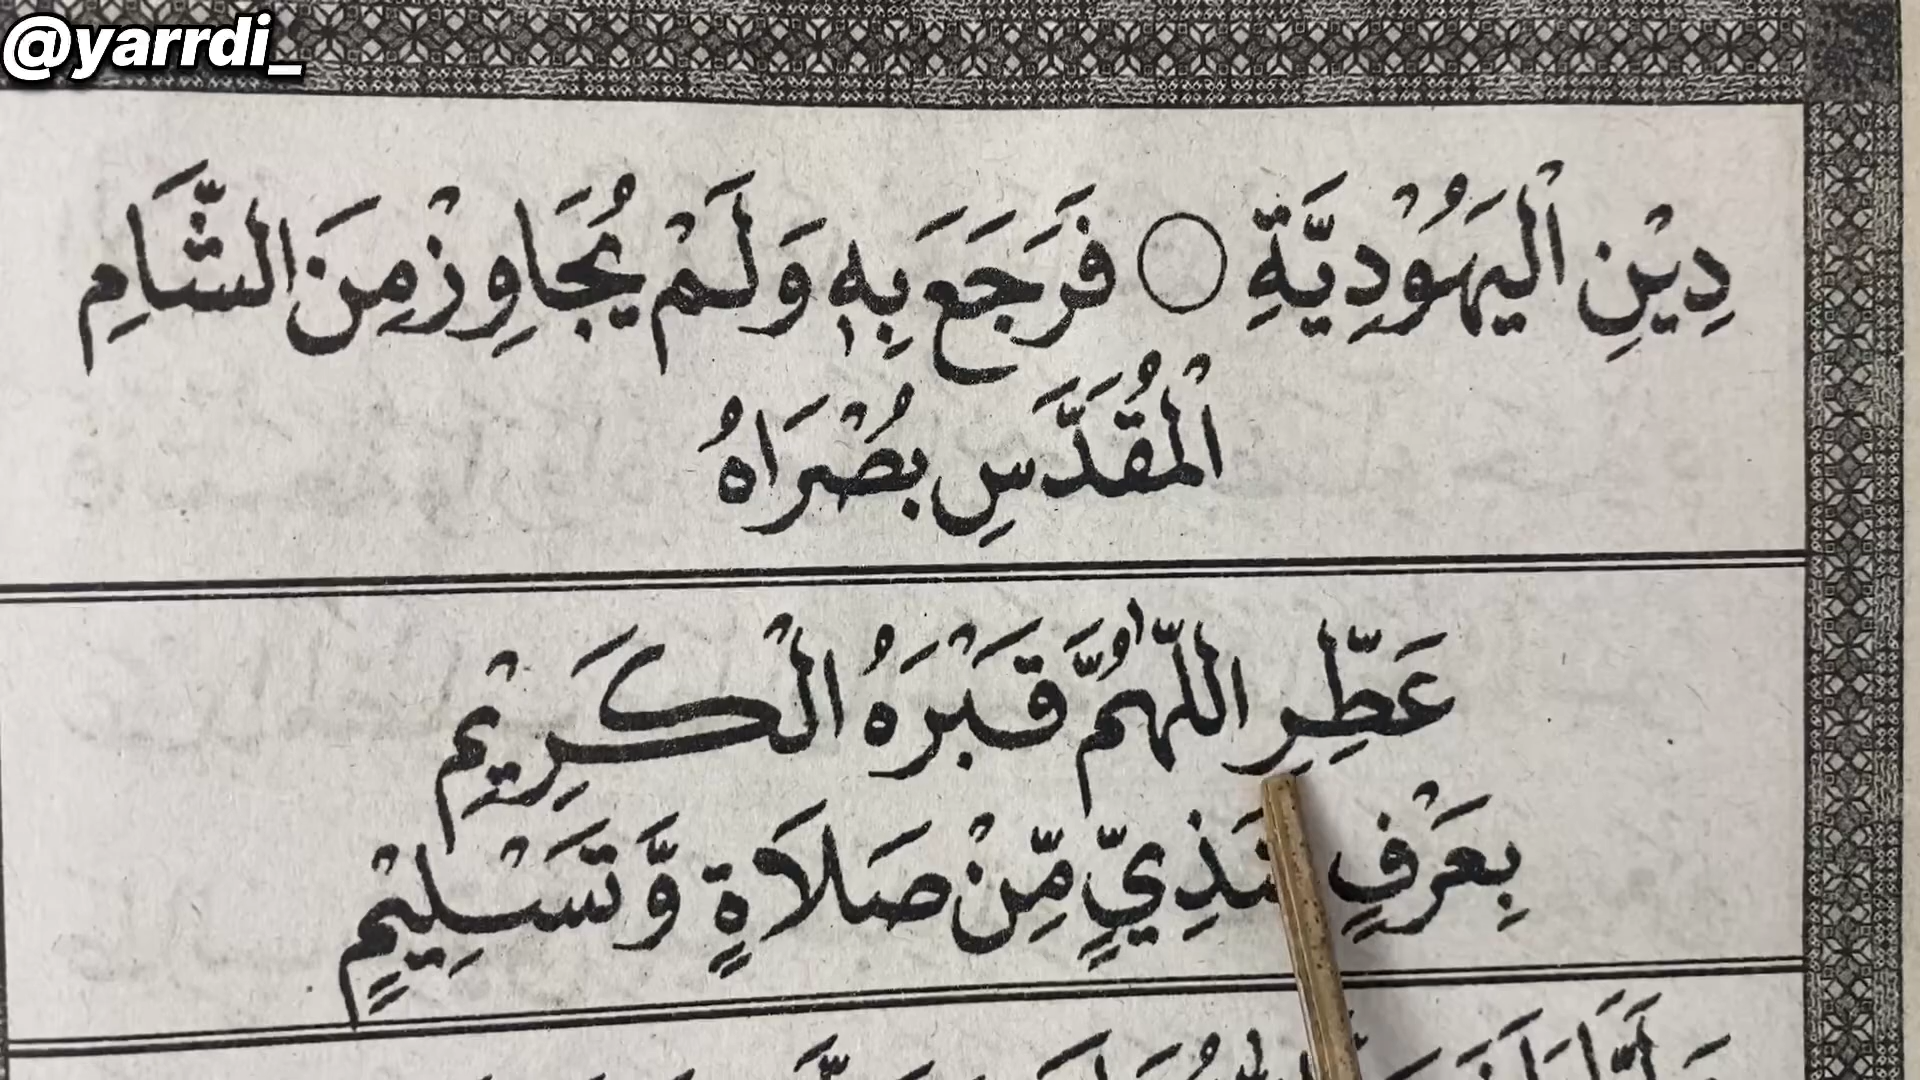 @yarrdi_
دِيْنِ الْيَهُوْدِيَّةِ ○ فَرَجَعَ بِهٖ وَلَمْ يُجَاوِزْ مِنَ الشَّامِ
الْمُقَدَّسِ بُصْرَاهُ
عَطِّرِ اللّٰهُمَّ قَبْرَهُ الْكَرِيْم
بِعَرْفٍ شَذِيٍّ مِّنْ صَلَاةٍ وَّتَسْلِيْمٍ